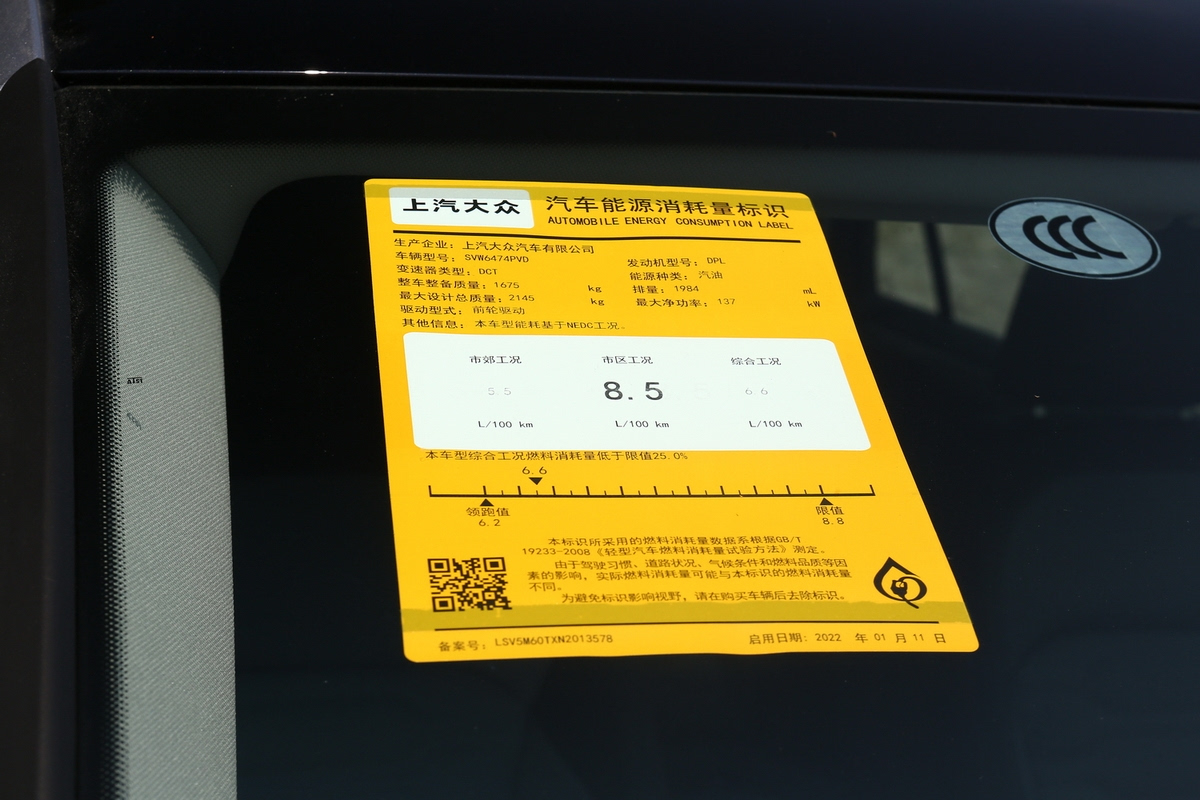 上汽大众 汽车能源消耗量标识
AUTOMOBILE ENERGY CONSUMPTION LABEL
生产企业：上汽大众汽车有限公司
车辆型号：SVW6474PVD 发动机型号：DPL
变速器类型：DCT 能源种类：汽油
整车整备质量：1675 kg 排量：1984 mL
最大设计总质量：2145 kg 最大净功率：137 kW
驱动型式：前轮驱动
其他信息：本车型能耗基于NEDC工况。
市郊工况 市区工况 综合工况
5.5 8.5 6.6
L/100 km L/100 km L/100 km
本车型综合工况燃料消耗量低于限值25.0%
6.6
领跑值 限值
6.2 8.8
本标识所采用的燃料消耗量数据系根据GB/T
19233-2008《轻型汽车燃料消耗量试验方法》测定。
由于驾驶习惯、道路状况、气候条件和燃料品质等因
素的影响，实际燃料消耗量可能与本标识的燃料消耗量
不同。
为避免标识影响视野，请在购买车辆后去除标识。
备案号：LSV5M60TXN2013578 启用日期：2022 年 01 月 11 日
CCC